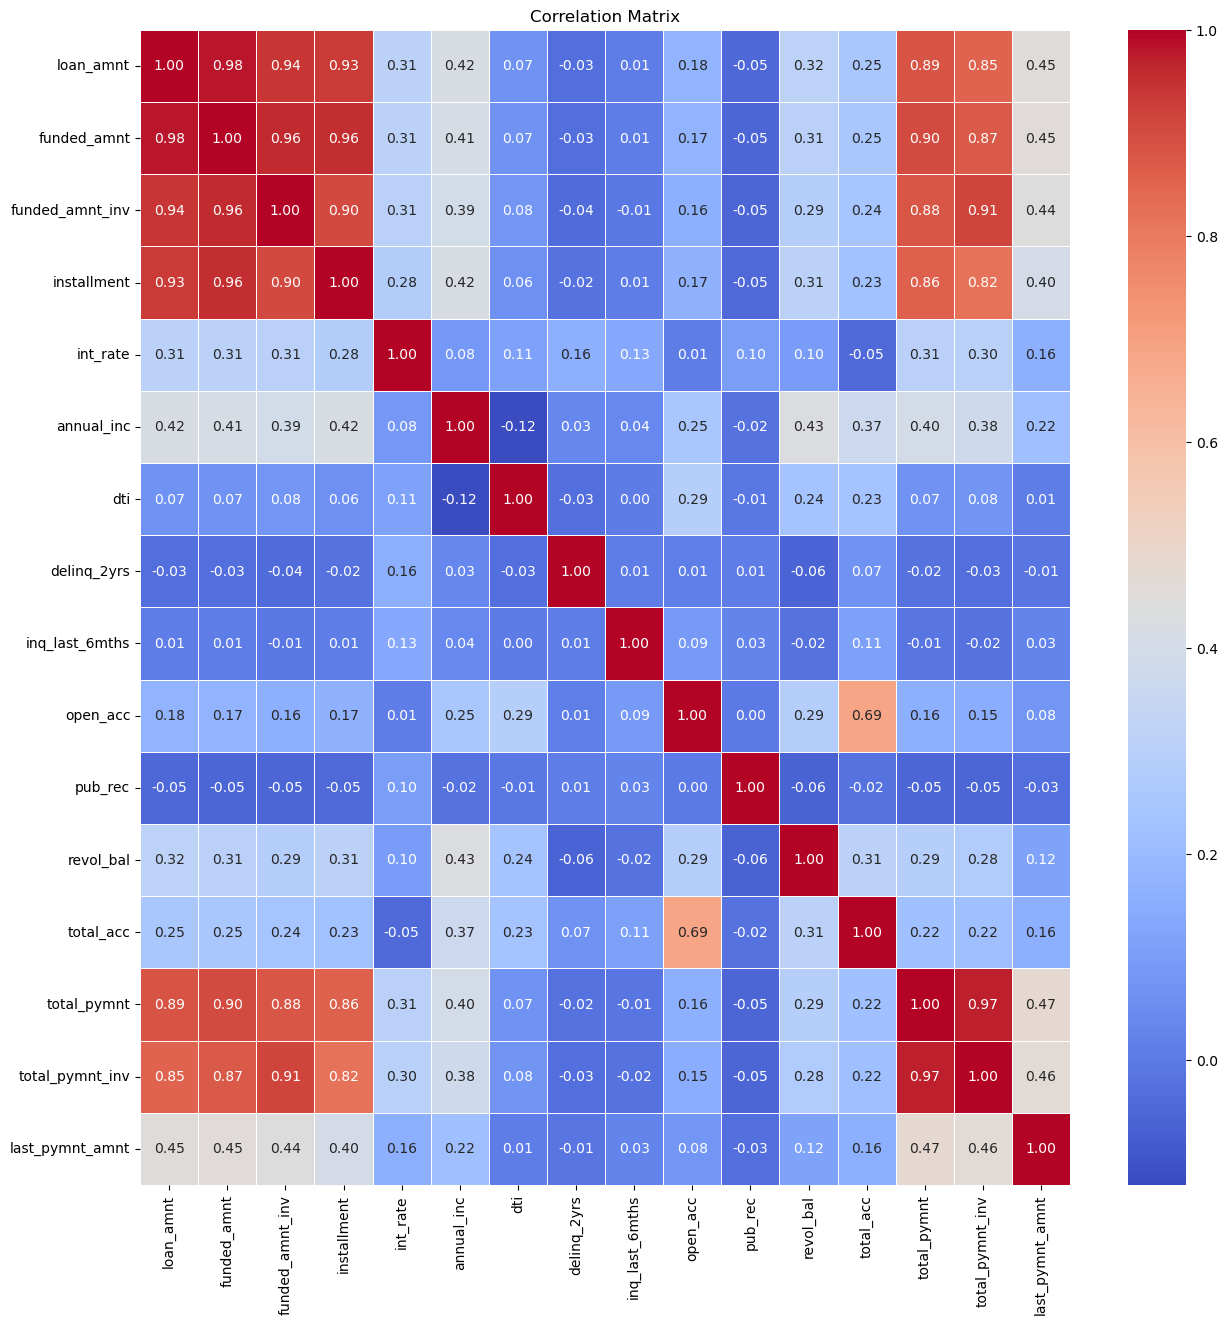 Correlation Matrix
loan_amnt 1.00 0.98 0.94 0.93 0.31 0.42 0.07 -0.03 0.01 0.18 -0.05 0.32 0.25 0.89 0.85 0.45
funded_amnt 0.98 1.00 0.96 0.96 0.31 0.41 0.07 -0.03 0.01 0.17 -0.05 0.31 0.25 0.90 0.87 0.45
funded_amnt_inv 0.94 0.96 1.00 0.90 0.31 0.39 0.08 -0.04 -0.01 0.16 -0.05 0.29 0.24 0.88 0.91 0.44
installment 0.93 0.96 0.90 1.00 0.28 0.42 0.06 -0.02 0.01 0.17 -0.05 0.31 0.23 0.86 0.82 0.40
int_rate 0.31 0.31 0.31 0.28 1.00 0.08 0.11 0.16 0.13 0.01 0.10 0.10 -0.05 0.31 0.30 0.16
annual_inc 0.42 0.41 0.39 0.42 0.08 1.00 -0.12 0.03 0.04 0.25 -0.02 0.43 0.37 0.40 0.38 0.22
dti 0.07 0.07 0.08 0.06 0.11 -0.12 1.00 -0.03 0.00 0.29 -0.01 0.24 0.23 0.07 0.08 0.01
delinq_2yrs -0.03 -0.03 -0.04 -0.02 0.16 0.03 -0.03 1.00 0.01 0.01 0.01 -0.06 0.07 -0.02 -0.03 -0.01
inq_last_6mths 0.01 0.01 -0.01 0.01 0.13 0.04 0.00 0.01 1.00 0.09 0.03 -0.02 0.11 -0.01 -0.02 0.03
open_acc 0.18 0.17 0.16 0.17 0.01 0.25 0.29 0.01 0.09 1.00 0.00 0.29 0.69 0.16 0.15 0.08
pub_rec -0.05 -0.05 -0.05 -0.05 0.10 -0.02 -0.01 0.01 0.03 0.00 1.00 -0.06 -0.02 -0.05 -0.05 -0.03
revol_bal 0.32 0.31 0.29 0.31 0.10 0.43 0.24 -0.06 -0.02 0.29 -0.06 1.00 0.31 0.29 0.28 0.12
total_acc 0.25 0.25 0.24 0.23 -0.05 0.37 0.23 0.07 0.11 0.69 -0.02 0.31 1.00 0.22 0.22 0.16
total_pymnt 0.89 0.90 0.88 0.86 0.31 0.40 0.07 -0.02 -0.01 0.16 -0.05 0.29 0.22 1.00 0.97 0.47
total_pymnt_inv 0.85 0.87 0.91 0.82 0.30 0.38 0.08 -0.03 -0.02 0.15 -0.05 0.28 0.22 0.97 1.00 0.46
last_pymnt_amnt 0.45 0.45 0.44 0.40 0.16 0.22 0.01 -0.01 0.03 0.08 -0.03 0.12 0.16 0.47 0.46 1.00
loan_amnt
funded_amnt
funded_amnt_inv
installment
int_rate
annual_inc
dti
delinq_2yrs
inq_last_6mths
open_acc
pub_rec
revol_bal
total_acc
total_pymnt
total_pymnt_inv
last_pymnt_amnt
1.0
0.8
0.6
0.4
0.2
0.0